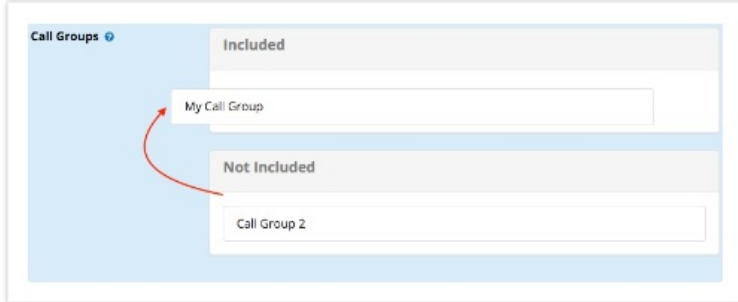 Call Groups
Included
My Call Group
Not Included
Call Group 2